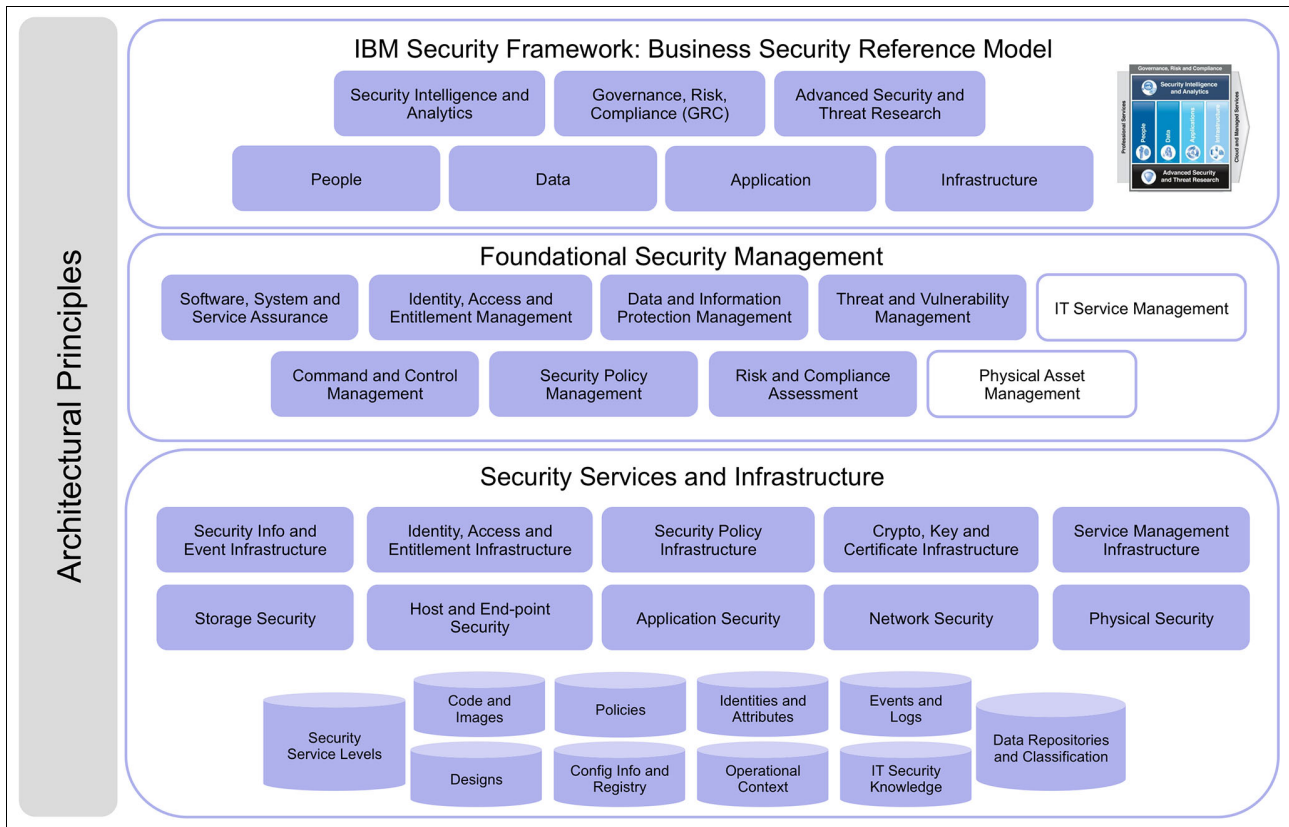 Architectural Principles
IBM Security Framework: Business Security Reference Model
Security Intelligence and
Analytics
Governance, Risk,
Compliance (GRC)
Advanced Security and
Threat Research
People
Data
Application
Infrastructure
Governance, Risk and Compliance
Security Intelligence
and Analytics
Professional Services
People
Data
Applications
Infrastructure
Cloud and Managed Services
Advanced Security
and Threat Research
Foundational Security Management
Software, System and
Service Assurance
Identity, Access and
Entitlement Management
Data and Information
Protection Management
Threat and Vulnerability
Management
IT Service Management
Command and Control
Management
Security Policy
Management
Risk and Compliance
Assessment
Physical Asset
Management
Security Services and Infrastructure
Security Info and
Event Infrastructure
Identity, Access and
Entitlement Infrastructure
Security Policy
Infrastructure
Crypto, Key and
Certificate Infrastructure
Service Management
Infrastructure
Storage Security
Host and End-point
Security
Application Security
Network Security
Physical Security
Security
Service Levels
Code and
Images
Policies
Identities and
Attributes
Events and
Logs
Data Repositories
and Classification
Designs
Config Info and
Registry
Operational
Context
IT Security
Knowledge